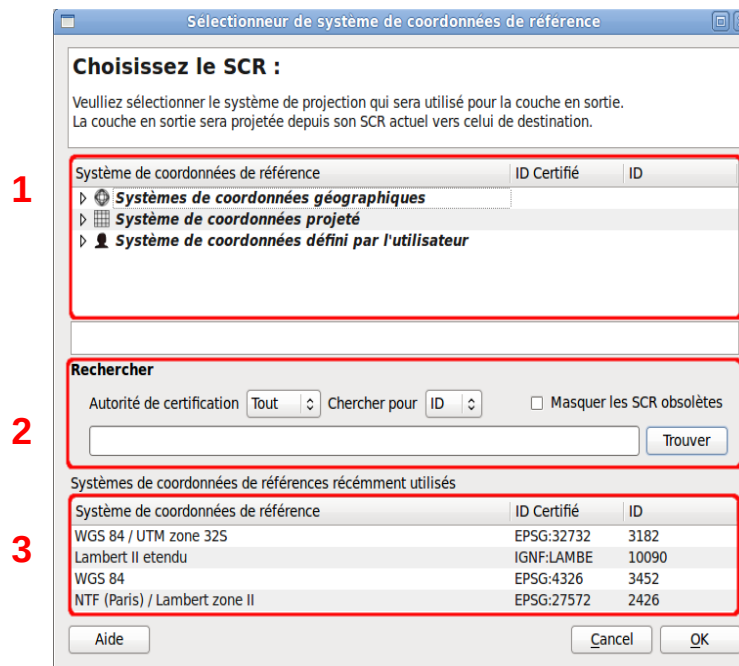 Sélectionneur de système de coordonnées de référence
Choisissez le SCR :
Veulliez sélectionner le système de projection qui sera utilisé pour la couche en sortie.
La couche en sortie sera projetée depuis son SCR actuel vers celui de destination.
1
Système de coordonnées de référence ID Certifié ID
Systèmes de coordonnées géographiques
Système de coordonnées projeté
Système de coordonnées défini par l'utilisateur
2
Rechercher
Autorité de certification Tout Chercher pour ID Masquer les SCR obsolètes
Trouver
Systèmes de coordonnées de références récémment utilisés
3
Système de coordonnées de référence ID Certifié ID
WGS 84 / UTM zone 32S EPSG:32732 3182
Lambert II etendu IGNF:LAMBE 10090
WGS 84 EPSG:4326 3452
NTF (Paris) / Lambert zone II EPSG:27572 2426
Aide Cancel OK